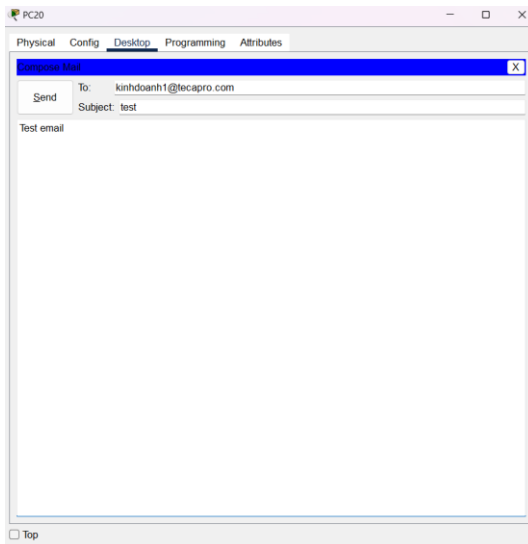 PC20
Physical Config Desktop Programming Attributes
Compose Mail
X
Send
To: kinhdoanh1@tecapro.com
Subject: test
Test email
Top